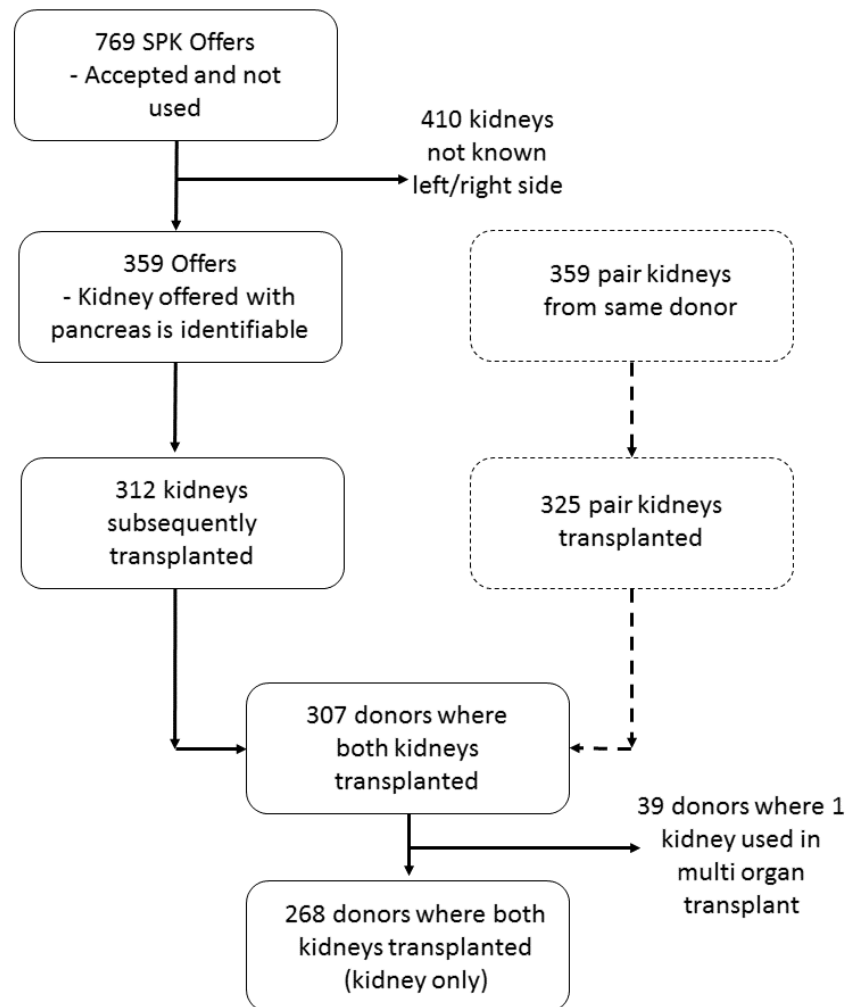 769 SPK Offers
- Accepted and not
used
410 kidneys
not known
left/right side
359 Offers
- Kidney offered with
pancreas is identifiable
359 pair kidneys
from same donor
312 kidneys
subsequently
transplanted
325 pair kidneys
transplanted
307 donors where
both kidneys
transplanted
39 donors where 1
kidney used in
multi organ
transplant
268 donors where both
kidneys transplanted
(kidney only)